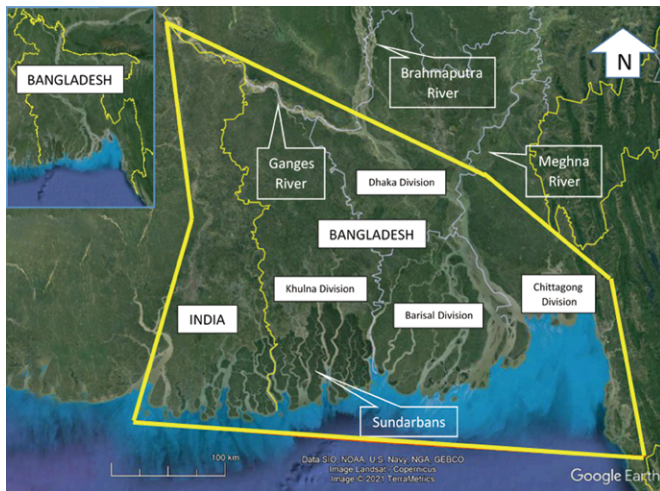 BANGLADESH
N
Brahmaputra
River
Ganges
River
Meghna
River
Dhaka Division
BANGLADESH
Khulna Division
Chittagong
Division
INDIA
Barisal Division
Sundarbans
100 km
Data SIO, NOAA, U.S. Navy, NGA, GEBCO
Image Landsat - Copernicus
Image © 2021 TerraMetrics
Google Earth